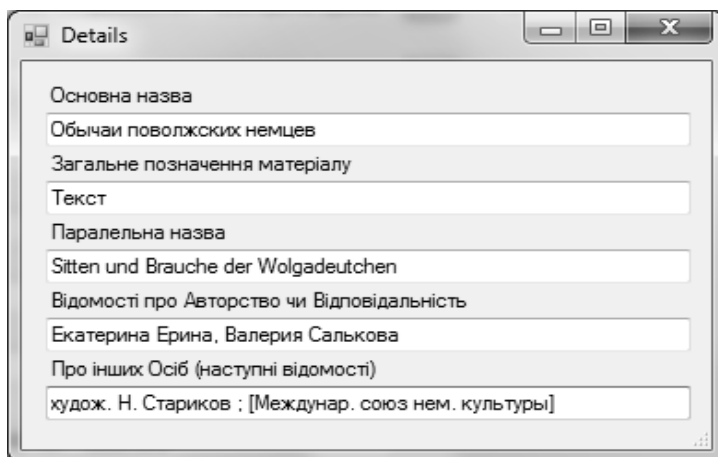 Details
Основна назва
Обычаи поволжских немцев
Загальне позначення матеріалу
Текст
Паралельна назва
Sitten und Brauche der Wolgadeutchen
Відомості про Авторство чи Відповідальність
Екатерина Ерина, Валерия Салькова
Про інших Осіб (наступні відомості)
худож. Н. Стариков ; [Междунар. союз нем. культуры]